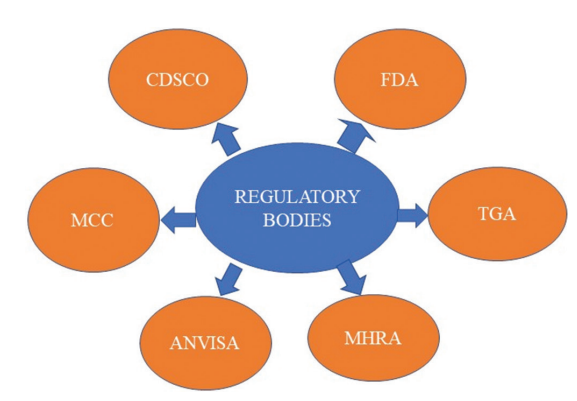 CDSCO
FDA
REGULATORY
BODIES
MCC
TGA
ANVISA
MHRA